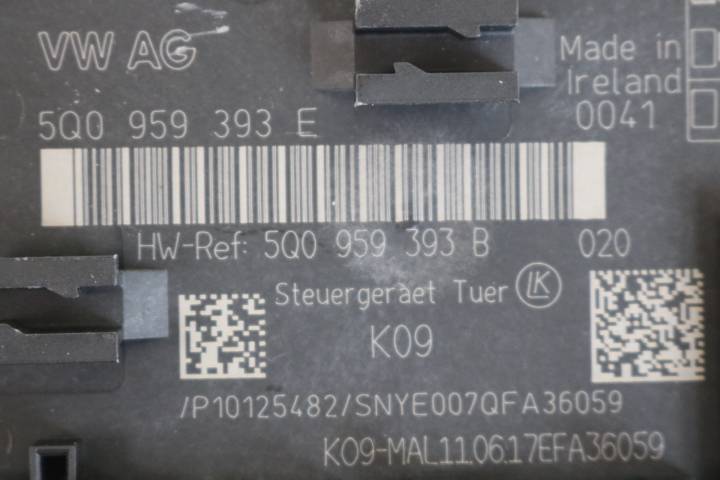 VW AG
Made in
Ireland
0041
5Q0 959 393 E
HW-Ref: 5Q0 959 393 B 020
Steuergeraet Tuer LK
K09
/P10125482/SNYE007QFA36059
K09-MAL11.06.17EFA36059